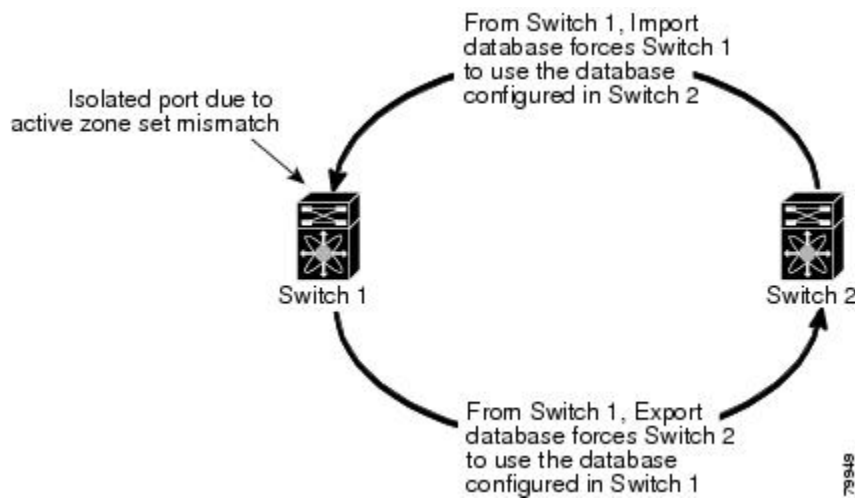 From Switch 1, Import
database forces Switch 1
to use the database
configured in Switch 2
Isolated port due to
active zone set mismatch
Switch 1
Switch 2
From Switch 1, Export
database forces Switch 2
to use the database
configured in Switch 1
79949